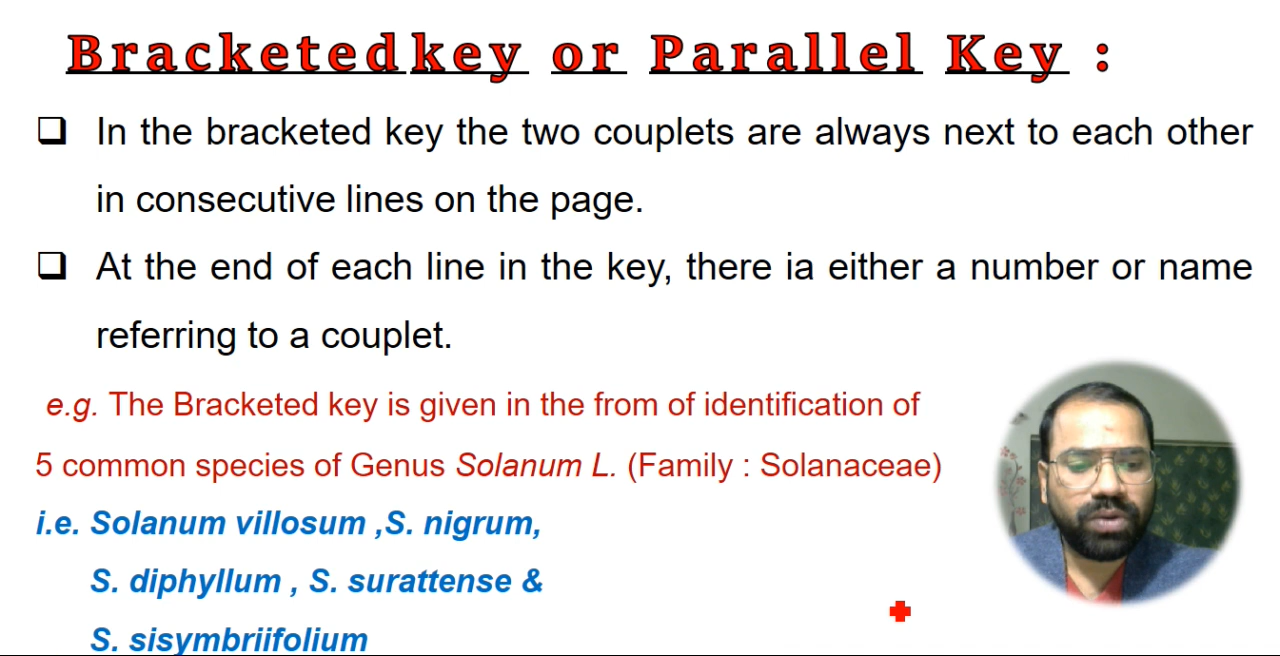 Bracketed key or Parallel Key :
❑ In the bracketed key the two couplets are always next to each other
in consecutive lines on the page.
❑ At the end of each line in the key, there ia either a number or name
referring to a couplet.
e.g. The Bracketed key is given in the from of identification of
5 common species of Genus Solanum L. (Family : Solanaceae)
i.e. Solanum villosum ,S. nigrum,
S. diphyllum , S. surattense &
S. sisymbriifolium